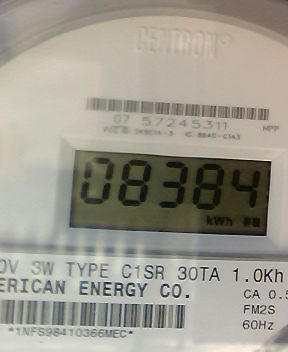 CENTRON®
G7 57245311
08384
kWh
0V 3W TYPE C1SR 30TA 1.0Kh
ERICAN ENERGY CO.
CA 0.5
FM2S
60Hz
*1NFS98410366MEC*